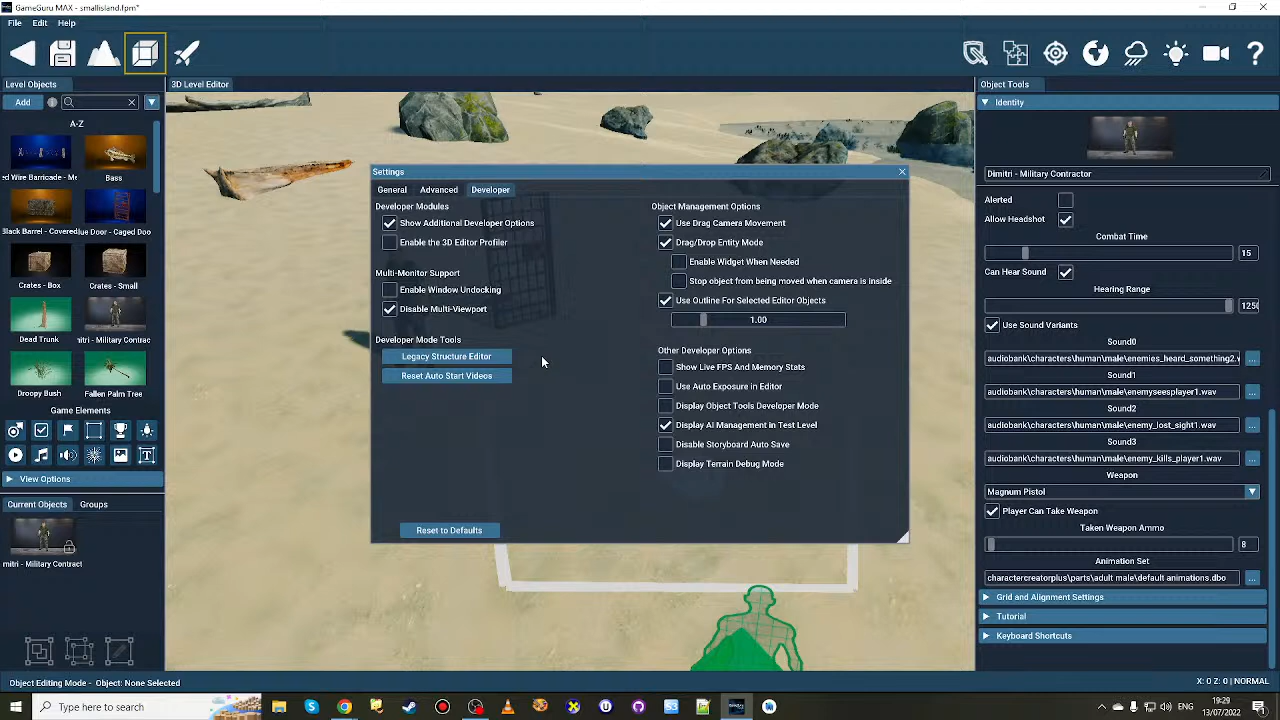 GameGuru MAX - smallisland.fpm*
File Edit Help
Level Objects
3D Level Editor
Object Tools
Add
A-Z
ed Wire Barricade - Me
Bass
Black Barrel - Covered
lue Door - Caged Doo
Crates - Box
Crates - Small
Dead Trunk
nitri - Military Contrac
Droopy Bush
Fallen Palm Tree
Game Elements
View Options
Current Objects Groups
mitri - Military Contract
Settings
General Advanced Developer
Developer Modules
Show Additional Developer Options
Enable the 3D Editor Profiler
Multi-Monitor Support
Enable Window Undocking
Disable Multi-Viewport
Developer Mode Tools
Legacy Structure Editor
Reset Auto Start Videos
Reset to Defaults
Object Management Options
Use Drag Camera Movement
Drag/Drop Entity Mode
Enable Widget When Needed
Stop object from being moved when camera is inside
Use Outline For Selected Editor Objects
1.00
Other Developer Options
Show Live FPS And Memory Stats
Use Auto Exposure in Editor
Display Object Tools Developer Mode
Display AI Management in Test Level
Disable Storyboard Auto Save
Display Terrain Debug Mode
Identity
Dimitri - Military Contractor
Alerted
Allow Headshot
Combat Time
15
Can Hear Sound
Hearing Range
1250
Use Sound Variants
Sound0
audiobank\characters\human\male\enemies_heard_something2.v
...
Sound1
audiobank\characters\human\male\enemyseesplayer1.wav
...
Sound2
audiobank\characters\human\male\enemy_lost_sight1.wav
...
Sound3
audiobank\characters\human\male\enemy_kills_player1.wav
...
Weapon
Magnum Pistol
Player Can Take Weapon
Taken Weapon Ammo
8
Animation Set
charactercreatorplus\parts\adult male\default animations.dbo
...
Grid and Alignment Settings
Tutorial
Keyboard Shortcuts
Object Editing Mode - Object: None Selected
X: 0 Z: 0 | NORMAL
Type here to search
19:29
13/07/2022